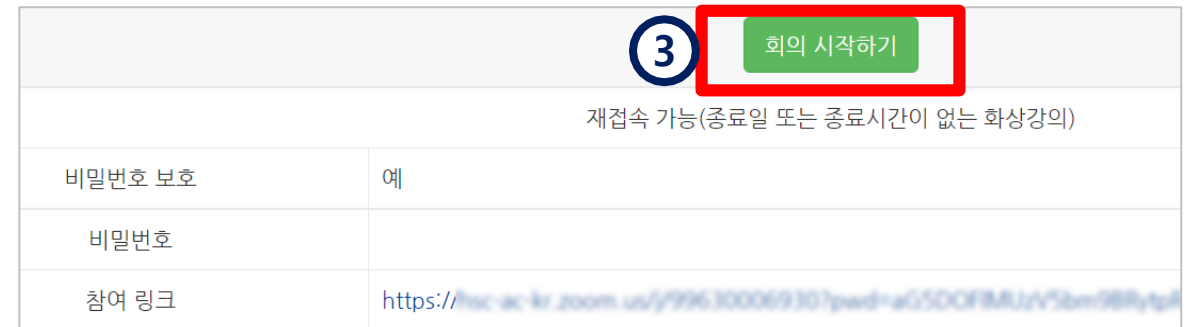 ③ 회의 시작하기
재접속 가능(종료일 또는 종료시간이 없는 화상강의)
비밀번호 보호 예
비밀번호
참여 링크 https://